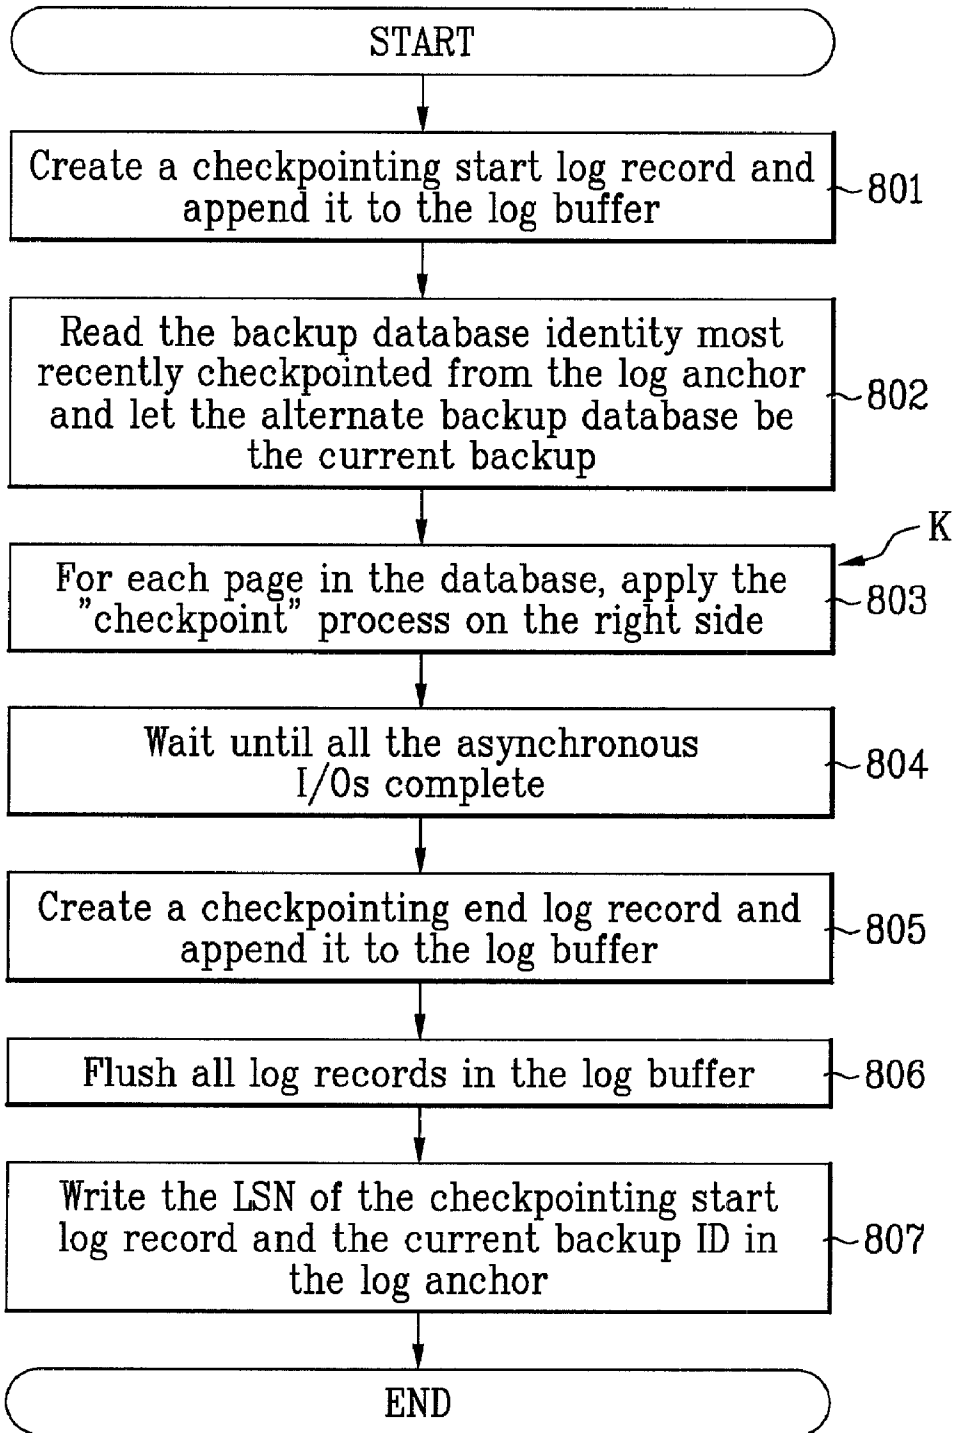 START
Create a checkpointing start log record and
append it to the log buffer
801
Read the backup database identity most
recently checkpointed from the log anchor
and let the alternate backup database be
the current backup
802
K
For each page in the database, apply the
"checkpoint" process on the right side
803
Wait until all the asynchronous
I/Os complete
804
Create a checkpointing end log record and
append it to the log buffer
805
Flush all log records in the log buffer
806
Write the LSN of the checkpointing start
log record and the current backup ID in
the log anchor
807
END